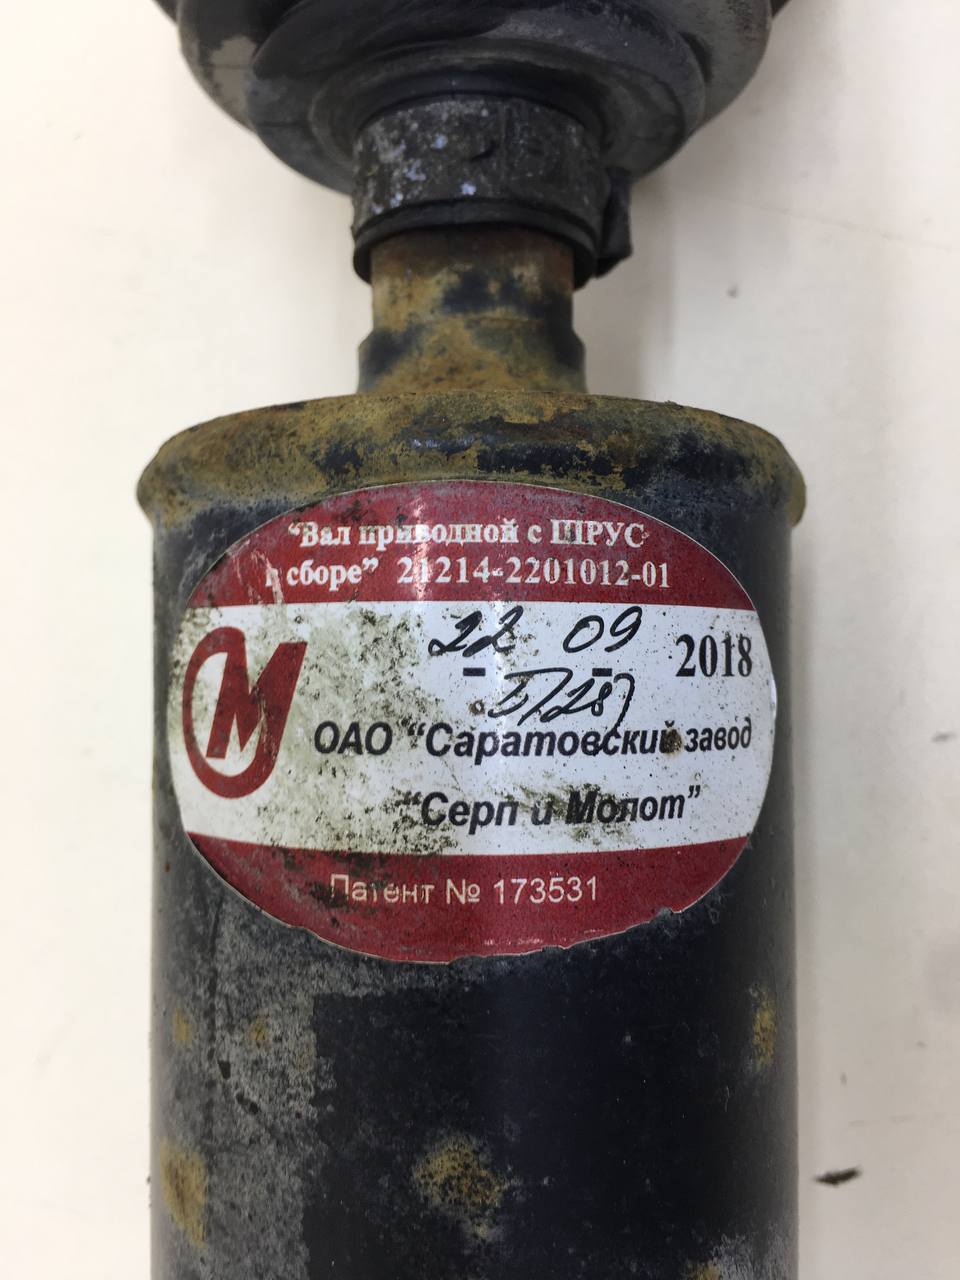 “Вал приводной с ШРУС
в сборе” 21214-2201012-01
22 09 2018
ОАО “Саратовский завод
“Серп и Молот”
Патент № 173531